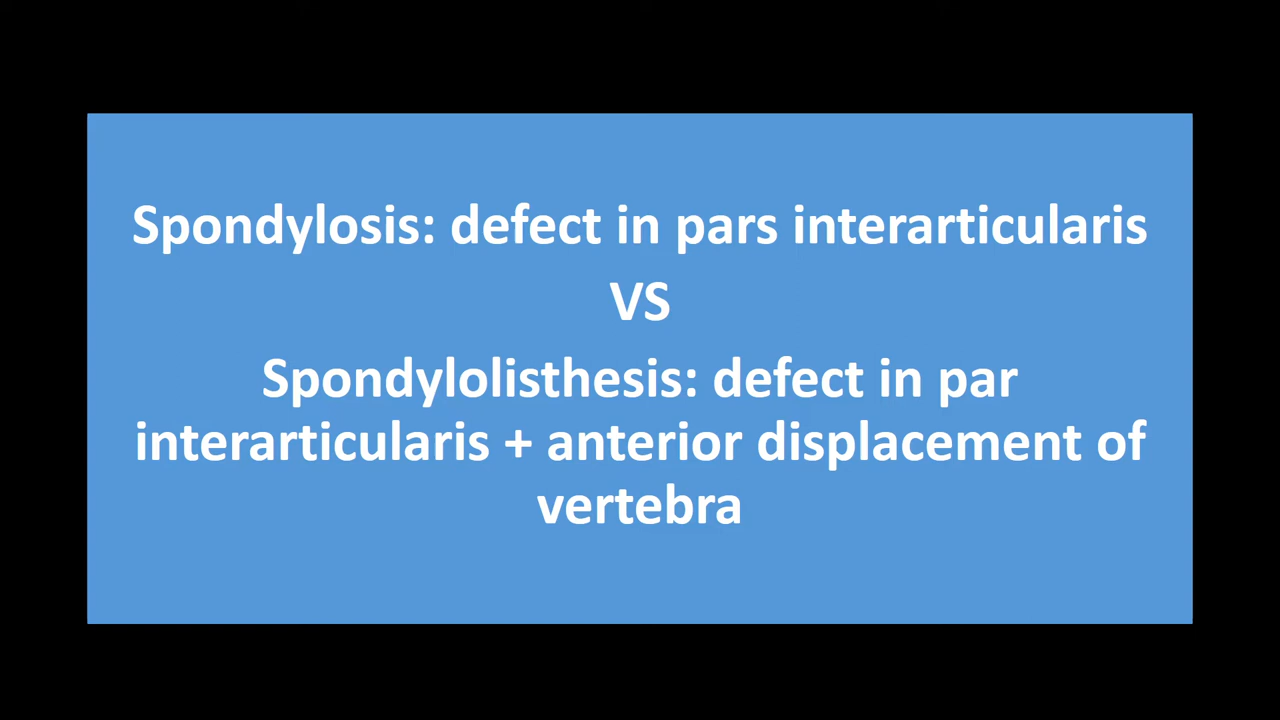 Spondylosis: defect in pars interarticularis
VS
Spondylolisthesis: defect in par
interarticularis + anterior displacement of
vertebra